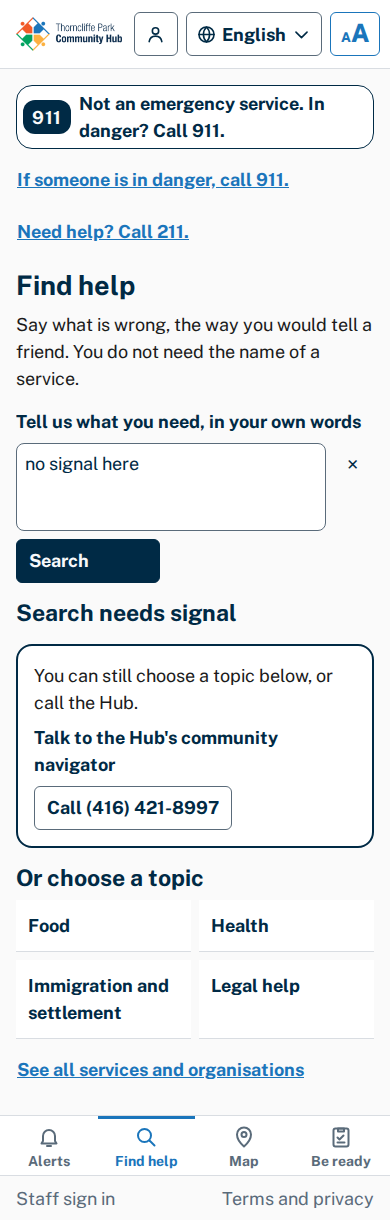 Thorncliffe Park
Community Hub
English
AA
911
Not an emergency service. In
danger? Call 911.
If someone is in danger, call 911.
Need help? Call 211.
Find help
Say what is wrong, the way you would tell a
friend. You do not need the name of a
service.
Tell us what you need, in your own words
no signal here
×
Search
Search needs signal
You can still choose a topic below, or
call the Hub.
Talk to the Hub's community
navigator
Call (416) 421-8997
Or choose a topic
Food
Health
Immigration and
settlement
Legal help
See all services and organisations
Alerts
Find help
Map
Be ready
Staff sign in
Terms and privacy